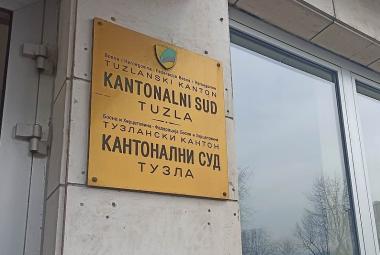 Bosna i Hercegovina - Federacija Bosne i Hercegovine
TUZLANSKI KANTON
KANTONALNI SUD
TUZLA
Босна и Херцеговина - Федерација Босне и Херцеговине
ТУЗЛАНСКИ КАНТОН
КАНТОНАЛНИ СУД
ТУЗЛА